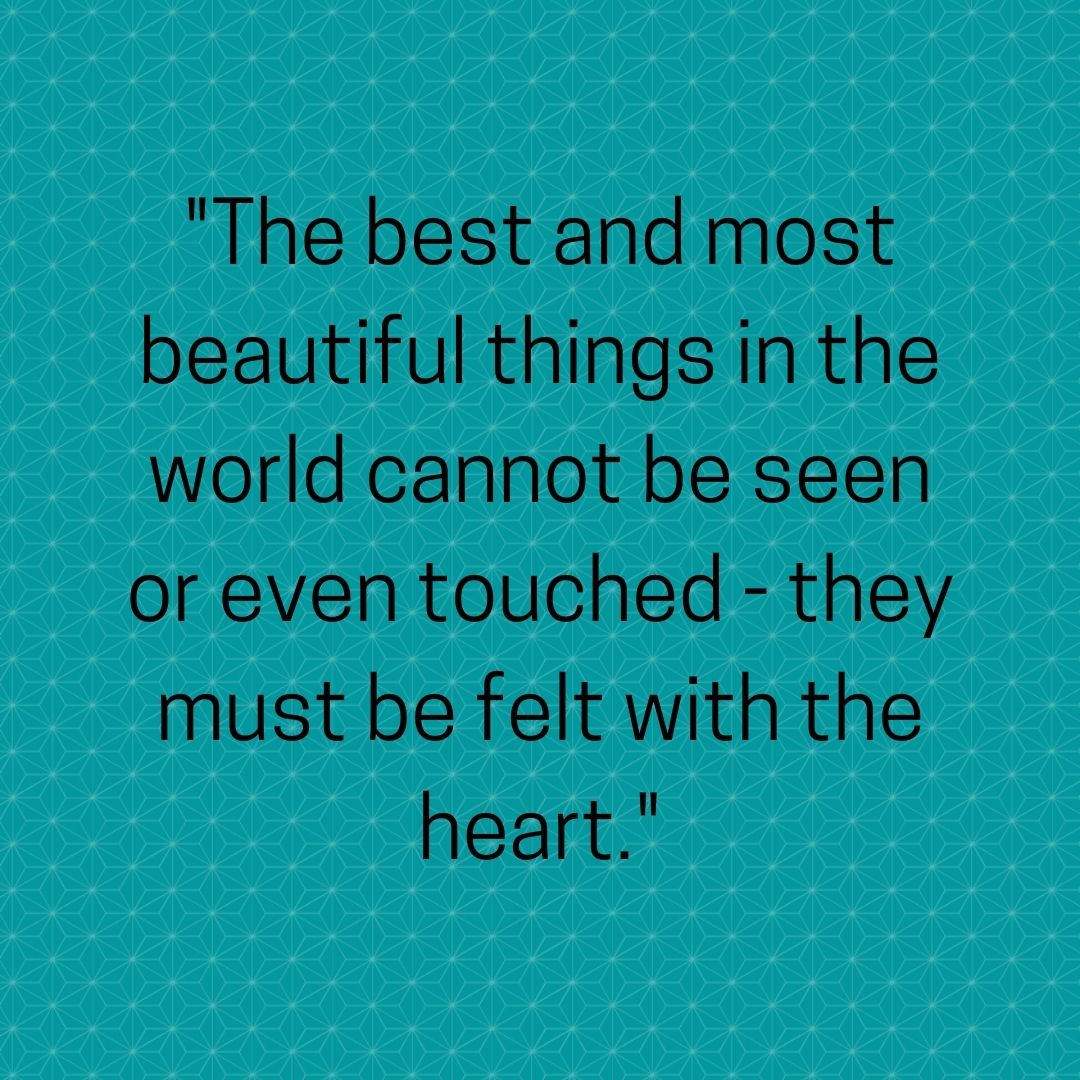 "The best and most
beautiful things in the
world cannot be seen
or even touched - they
must be felt with the
heart."